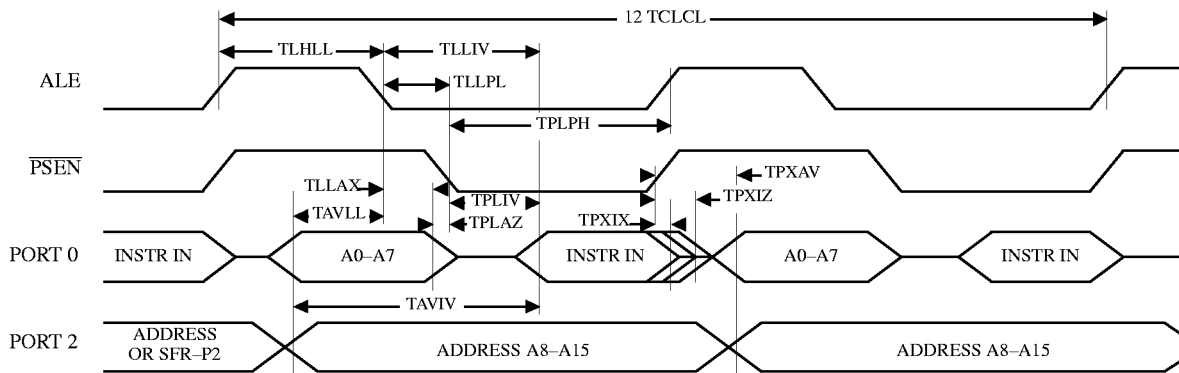 12 TCLCL
TLHLL
TLLIV
ALE
TLLPL
TPLPH
PSEN
TLLAX
TPLIV
TPXAV
TPXIZ
TAVLL
TPLAZ
TPXIX
PORT 0
INSTR IN
A0–A7
INSTR IN
A0–A7
INSTR IN
TAVIV
PORT 2
ADDRESS
OR SFR–P2
ADDRESS A8–A15
ADDRESS A8–A15